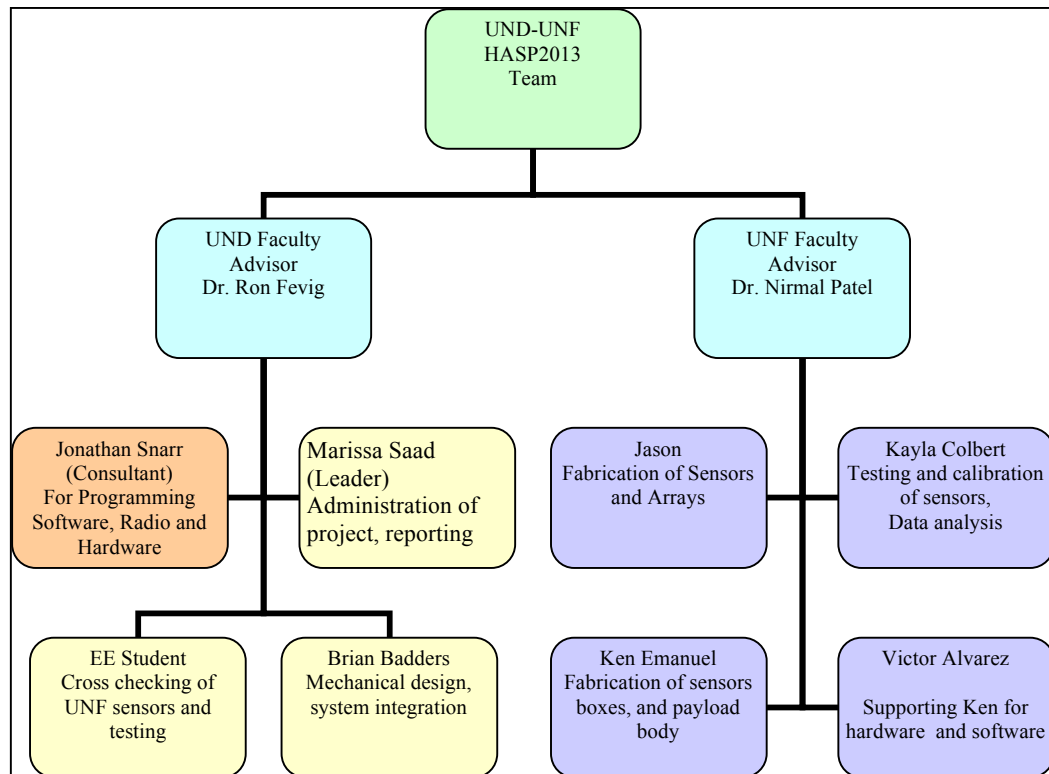 UND-UNF
HASP2013
Team
UND Faculty
Advisor
Dr. Ron Fevig
UNF Faculty
Advisor
Dr. Nirmal Patel
Jonathan Snarr
(Consultant)
For Programming
Software, Radio and
Hardware
Marissa Saad
(Leader)
Administration of
project, reporting
Jason
Fabrication of Sensors
and Arrays
Kayla Colbert
Testing and calibration
of sensors,
Data analysis
EE Student
Cross checking of
UNF sensors and
testing
Brian Badders
Mechanical design,
system integration
Ken Emanuel
Fabrication of sensors
boxes, and payload
body
Victor Alvarez
Supporting Ken for
hardware and software